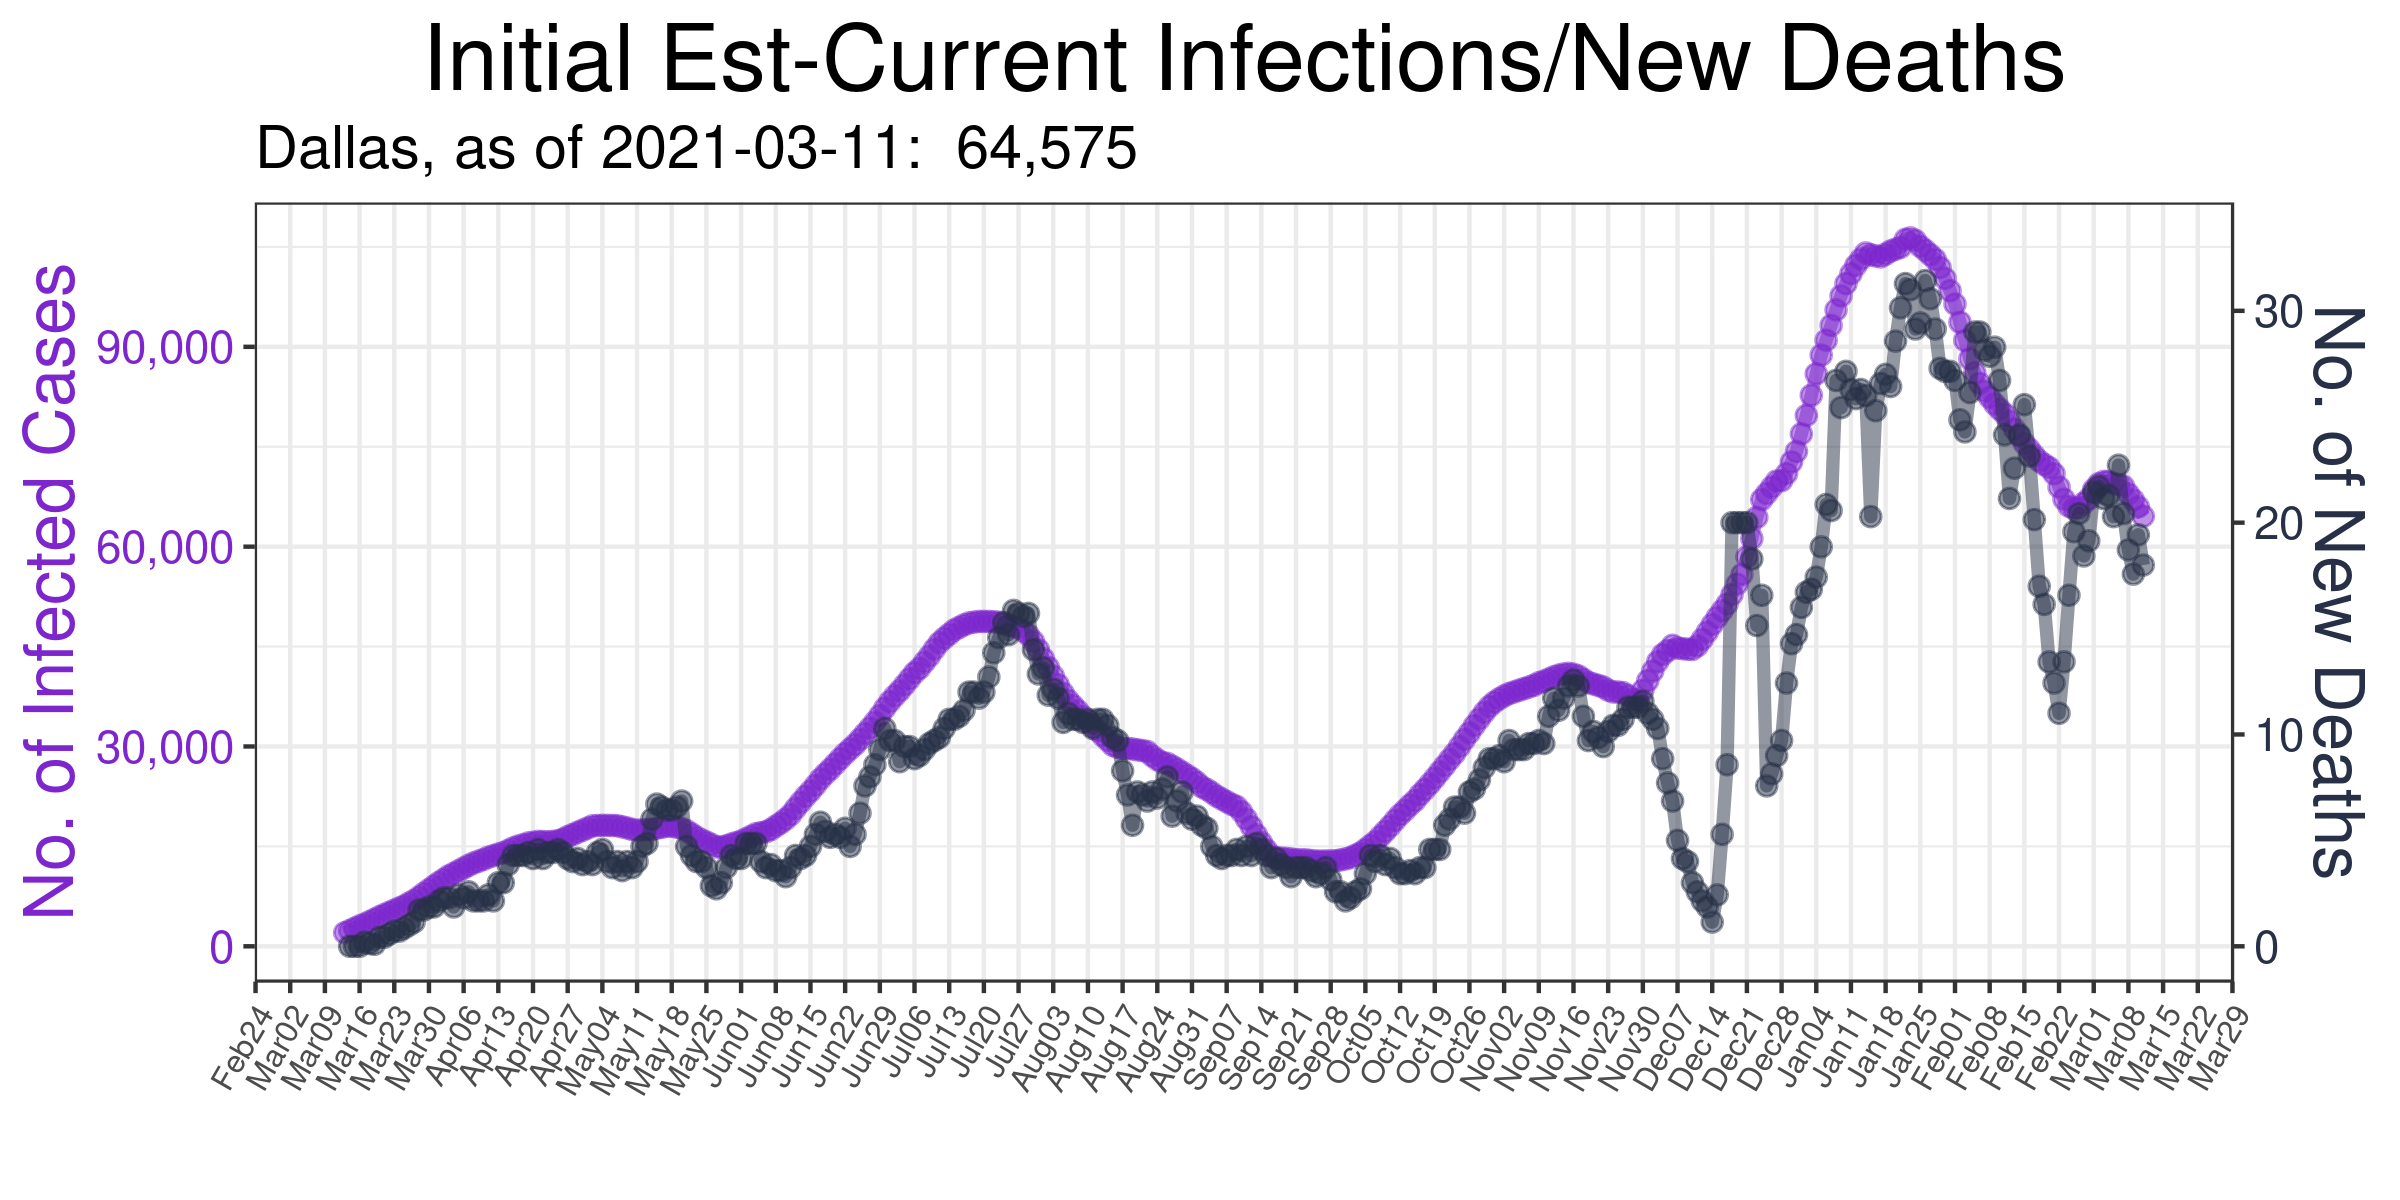 Initial Est-Current Infections/New Deaths
Dallas, as of 2021-03-11:  64,575
No. of Infected Cases
90,000
60,000
30,000
0
30
20
10
0
No. of New Deaths
Feb24
Mar02
Mar09
Mar16
Mar23
Mar30
Apr06
Apr13
Apr20
Apr27
May04
May11
May18
May25
Jun01
Jun08
Jun15
Jun22
Jun29
Jul06
Jul13
Jul20
Jul27
Aug03
Aug10
Aug17
Aug24
Aug31
Sep07
Sep14
Sep21
Sep28
Oct05
Oct12
Oct19
Oct26
Nov02
Nov09
Nov16
Nov23
Nov30
Dec07
Dec14
Dec21
Dec28
Jan04
Jan11
Jan18
Jan25
Feb01
Feb08
Feb15
Feb22
Mar01
Mar08
Mar15
Mar22
Mar29